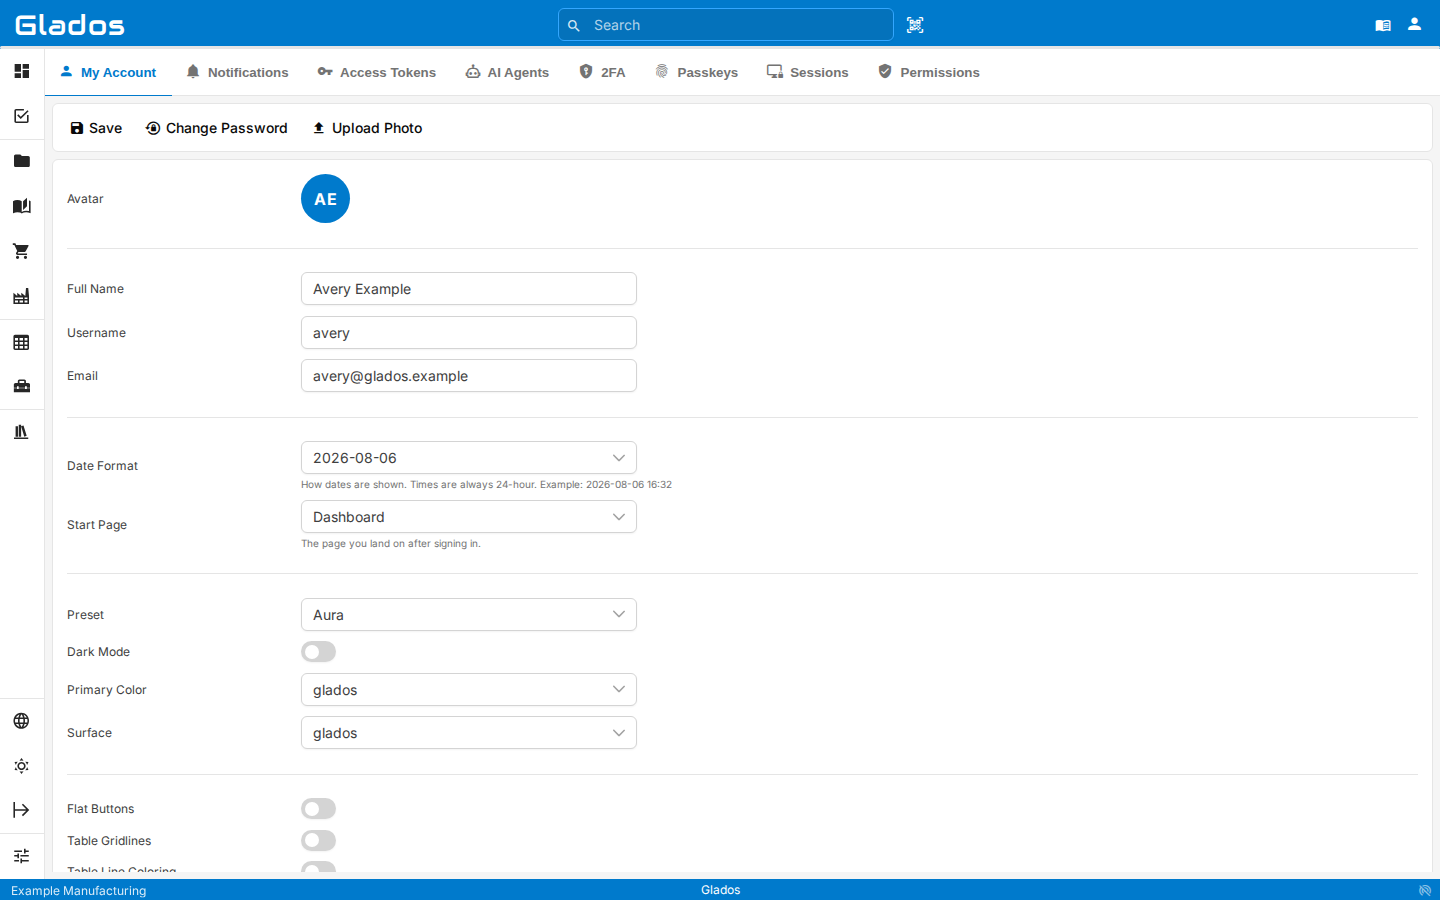 Glados
Search
My Account
Notifications
Access Tokens
AI Agents
2FA
Passkeys
Sessions
Permissions
Save
Change Password
Upload Photo
Avatar
AE
Full Name
Avery Example
Username
avery
Email
avery@glados.example
Date Format
2026-08-06
How dates are shown. Times are always 24-hour. Example: 2026-08-06 16:32
Start Page
Dashboard
The page you land on after signing in.
Preset
Aura
Dark Mode
Primary Color
glados
Surface
glados
Flat Buttons
Table Gridlines
Table Line Coloring
Example Manufacturing
Glados